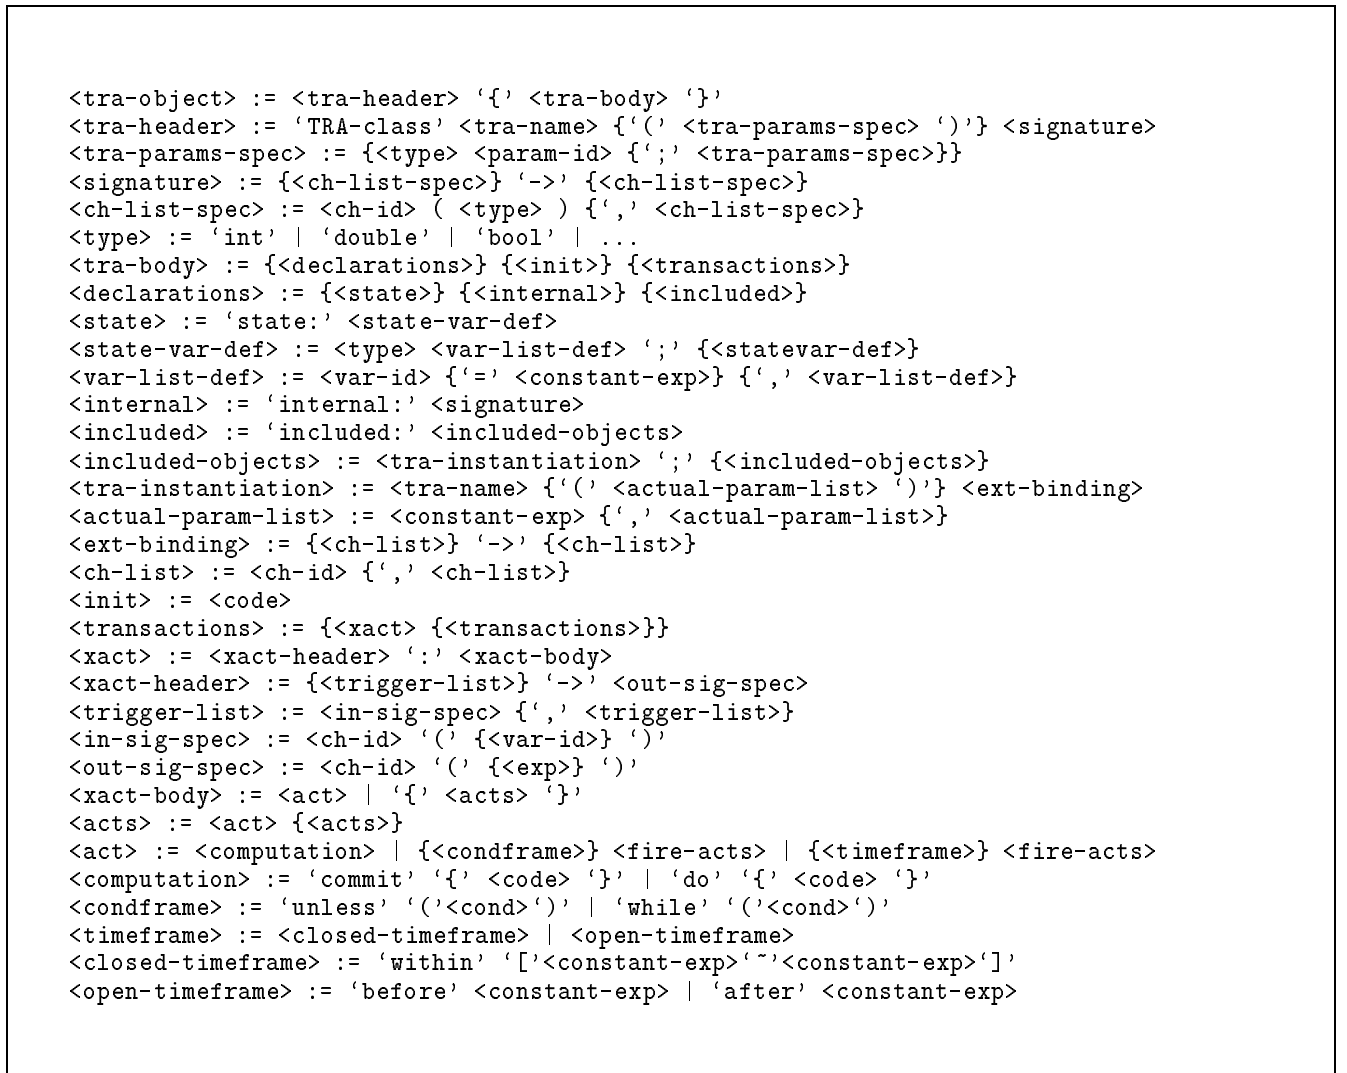 <tra-object> := <tra-header> ‘{’ <tra-body> ‘}’
<tra-header> := ‘TRA-class’ <tra-name> {‘(’ <tra-params-spec> ‘)’} <signature>
<tra-params-spec> := {<type> <param-id> {‘;’ <tra-params-spec>}}
<signature> := {<ch-list-spec>} ‘->’ {<ch-list-spec>}
<ch-list-spec> := <ch-id> ( <type> ) {‘,’ <ch-list-spec>}
<type> := ‘int’ | ‘double’ | ‘bool’ | ...
<tra-body> := {<declarations>} {<init>} {<transactions>}
<declarations> := {<state>} {<internal>} {<included>}
<state> := ‘state:’ <state-var-def>
<state-var-def> := <type> <var-list-def> ‘;’ {<statevar-def>}
<var-list-def> := <var-id> {‘=’ <constant-exp>} {‘,’ <var-list-def>}
<internal> := ‘internal:’ <signature>
<included> := ‘included:’ <included-objects>
<included-objects> := <tra-instantiation> ‘;’ {<included-objects>}
<tra-instantiation> := <tra-name> {‘(’ <actual-param-list> ‘)’} <ext-binding>
<actual-param-list> := <constant-exp> {‘,’ <actual-param-list>}
<ext-binding> := {<ch-list>} ‘->’ {<ch-list>}
<ch-list> := <ch-id> {‘,’ <ch-list>}
<init> := <code>
<transactions> := {<xact> {<transactions>}}
<xact> := <xact-header> ‘:’ <xact-body>
<xact-header> := {<trigger-list>} ‘->’ <out-sig-spec>
<trigger-list> := <in-sig-spec> {‘,’ <trigger-list>}
<in-sig-spec> := <ch-id> ‘(’ {<var-id>} ‘)’
<out-sig-spec> := <ch-id> ‘(’ {<exp>} ‘)’
<xact-body> := <act> | ‘{’ <acts> ‘}’
<acts> := <act> {<acts>}
<act> := <computation> | {<condframe>} <fire-acts> | {<timeframe>} <fire-acts>
<computation> := ‘commit’ ‘{’ <code> ‘}’ | ‘do’ ‘{’ <code> ‘}’
<condframe> := ‘unless’ ‘(’<cond>‘)’ | ‘while’ ‘(’<cond>‘)’
<timeframe> := <closed-timeframe> | <open-timeframe>
<closed-timeframe> := ‘within’ ‘[’<constant-exp>‘~’<constant-exp>‘]’
<open-timeframe> := ‘before’ <constant-exp> | ‘after’ <constant-exp>